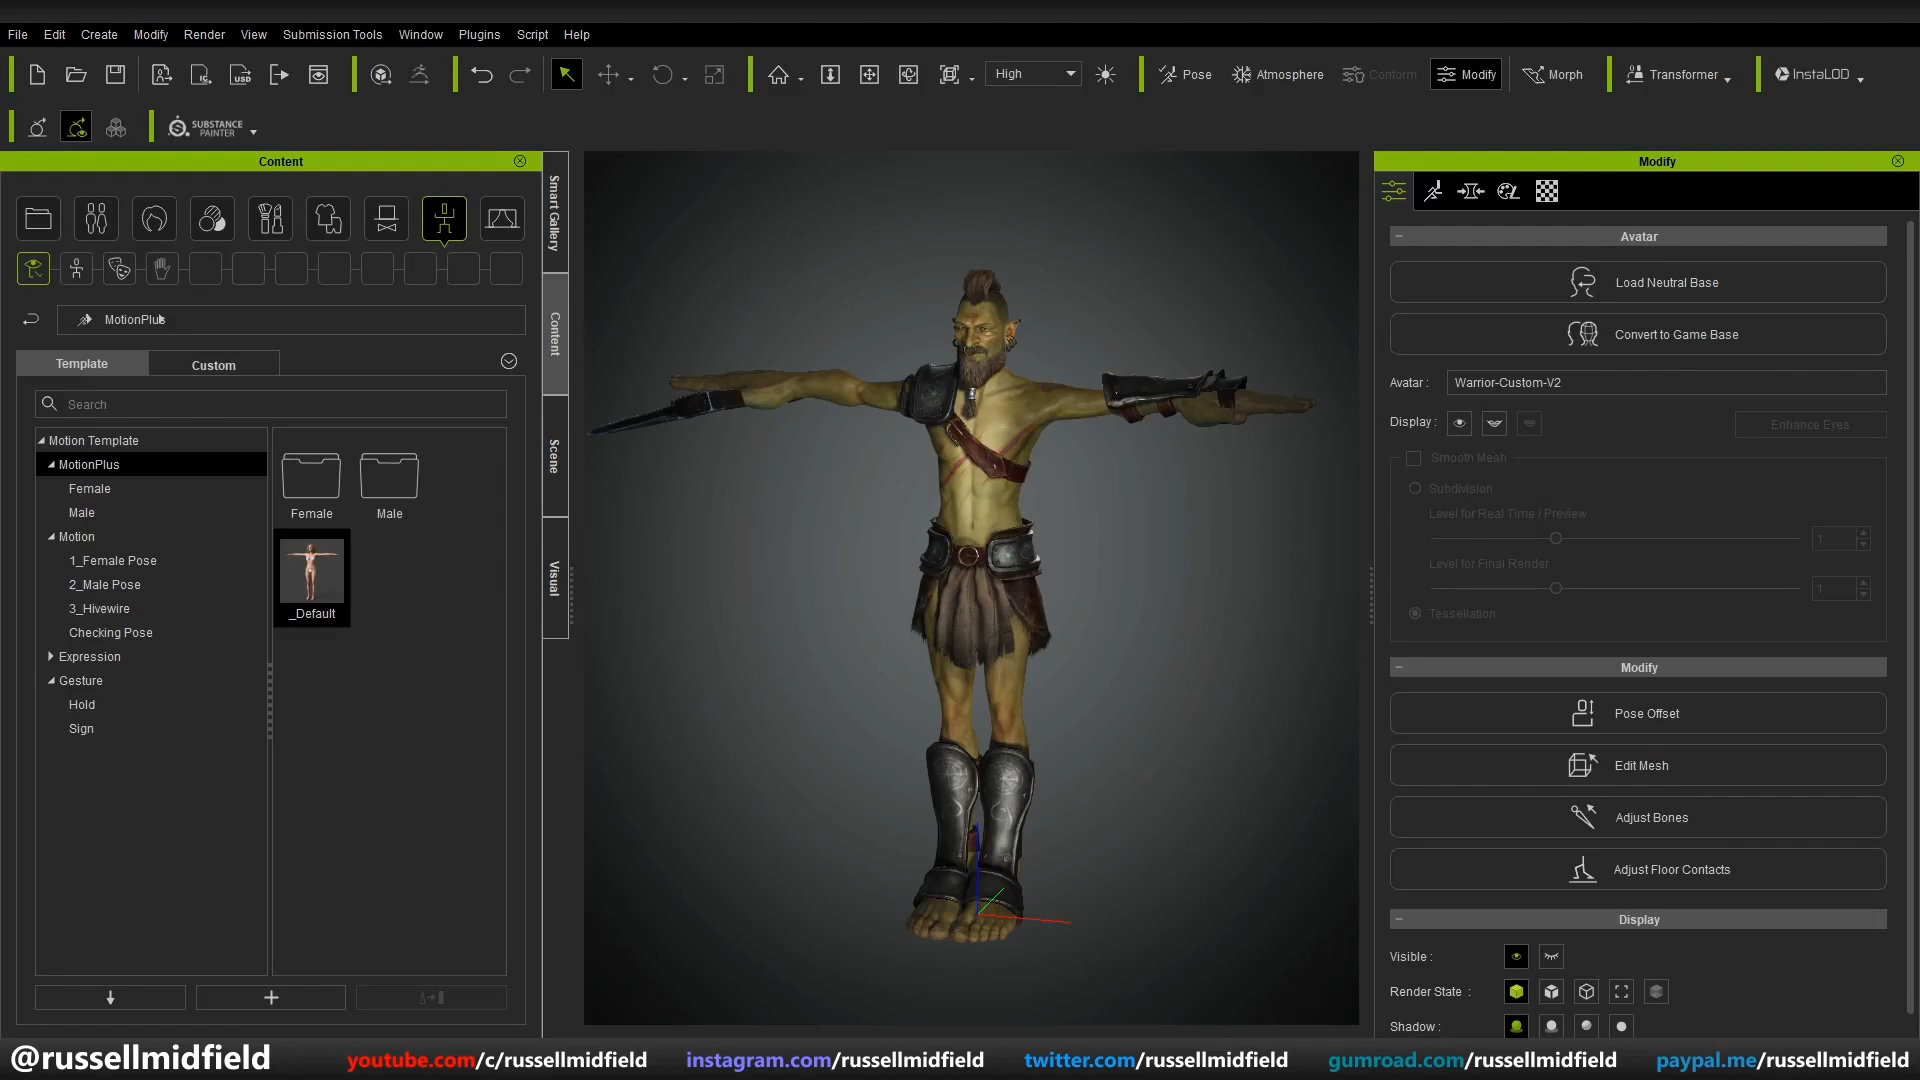 File Edit Create Modify Render View Submission Tools Window Plugins Script Help
High Pose Atmosphere Conform Modify Morph Transformer InstaLOD
SUBSTANCE
PAINTER
Content
Smart Gallery
Content
Scene
Visual
MotionPlus
Template Custom
Search
Motion Template
MotionPlus
Female
Male
Motion
1_Female Pose
2_Male Pose
3_Hivewire
Checking Pose
Expression
Gesture
Hold
Sign
Female Male
_Default
Modify
Avatar
Load Neutral Base
Convert to Game Base
Avatar : Warrior-Custom-V2
Display : Enhance Eyes
Smooth Mesh
Subdivision
Level for Real Time / Preview
1
Level for Final Render
1
Tessellation
Modify
Pose Offset
Edit Mesh
Adjust Bones
Adjust Floor Contacts
Display
Visible :
Render State :
Shadow :
@russellmidfield youtube.com/c/russellmidfield instagram.com/russellmidfield twitter.com/russellmidfield gumroad.com/russellmidfield paypal.me/russellmidfield